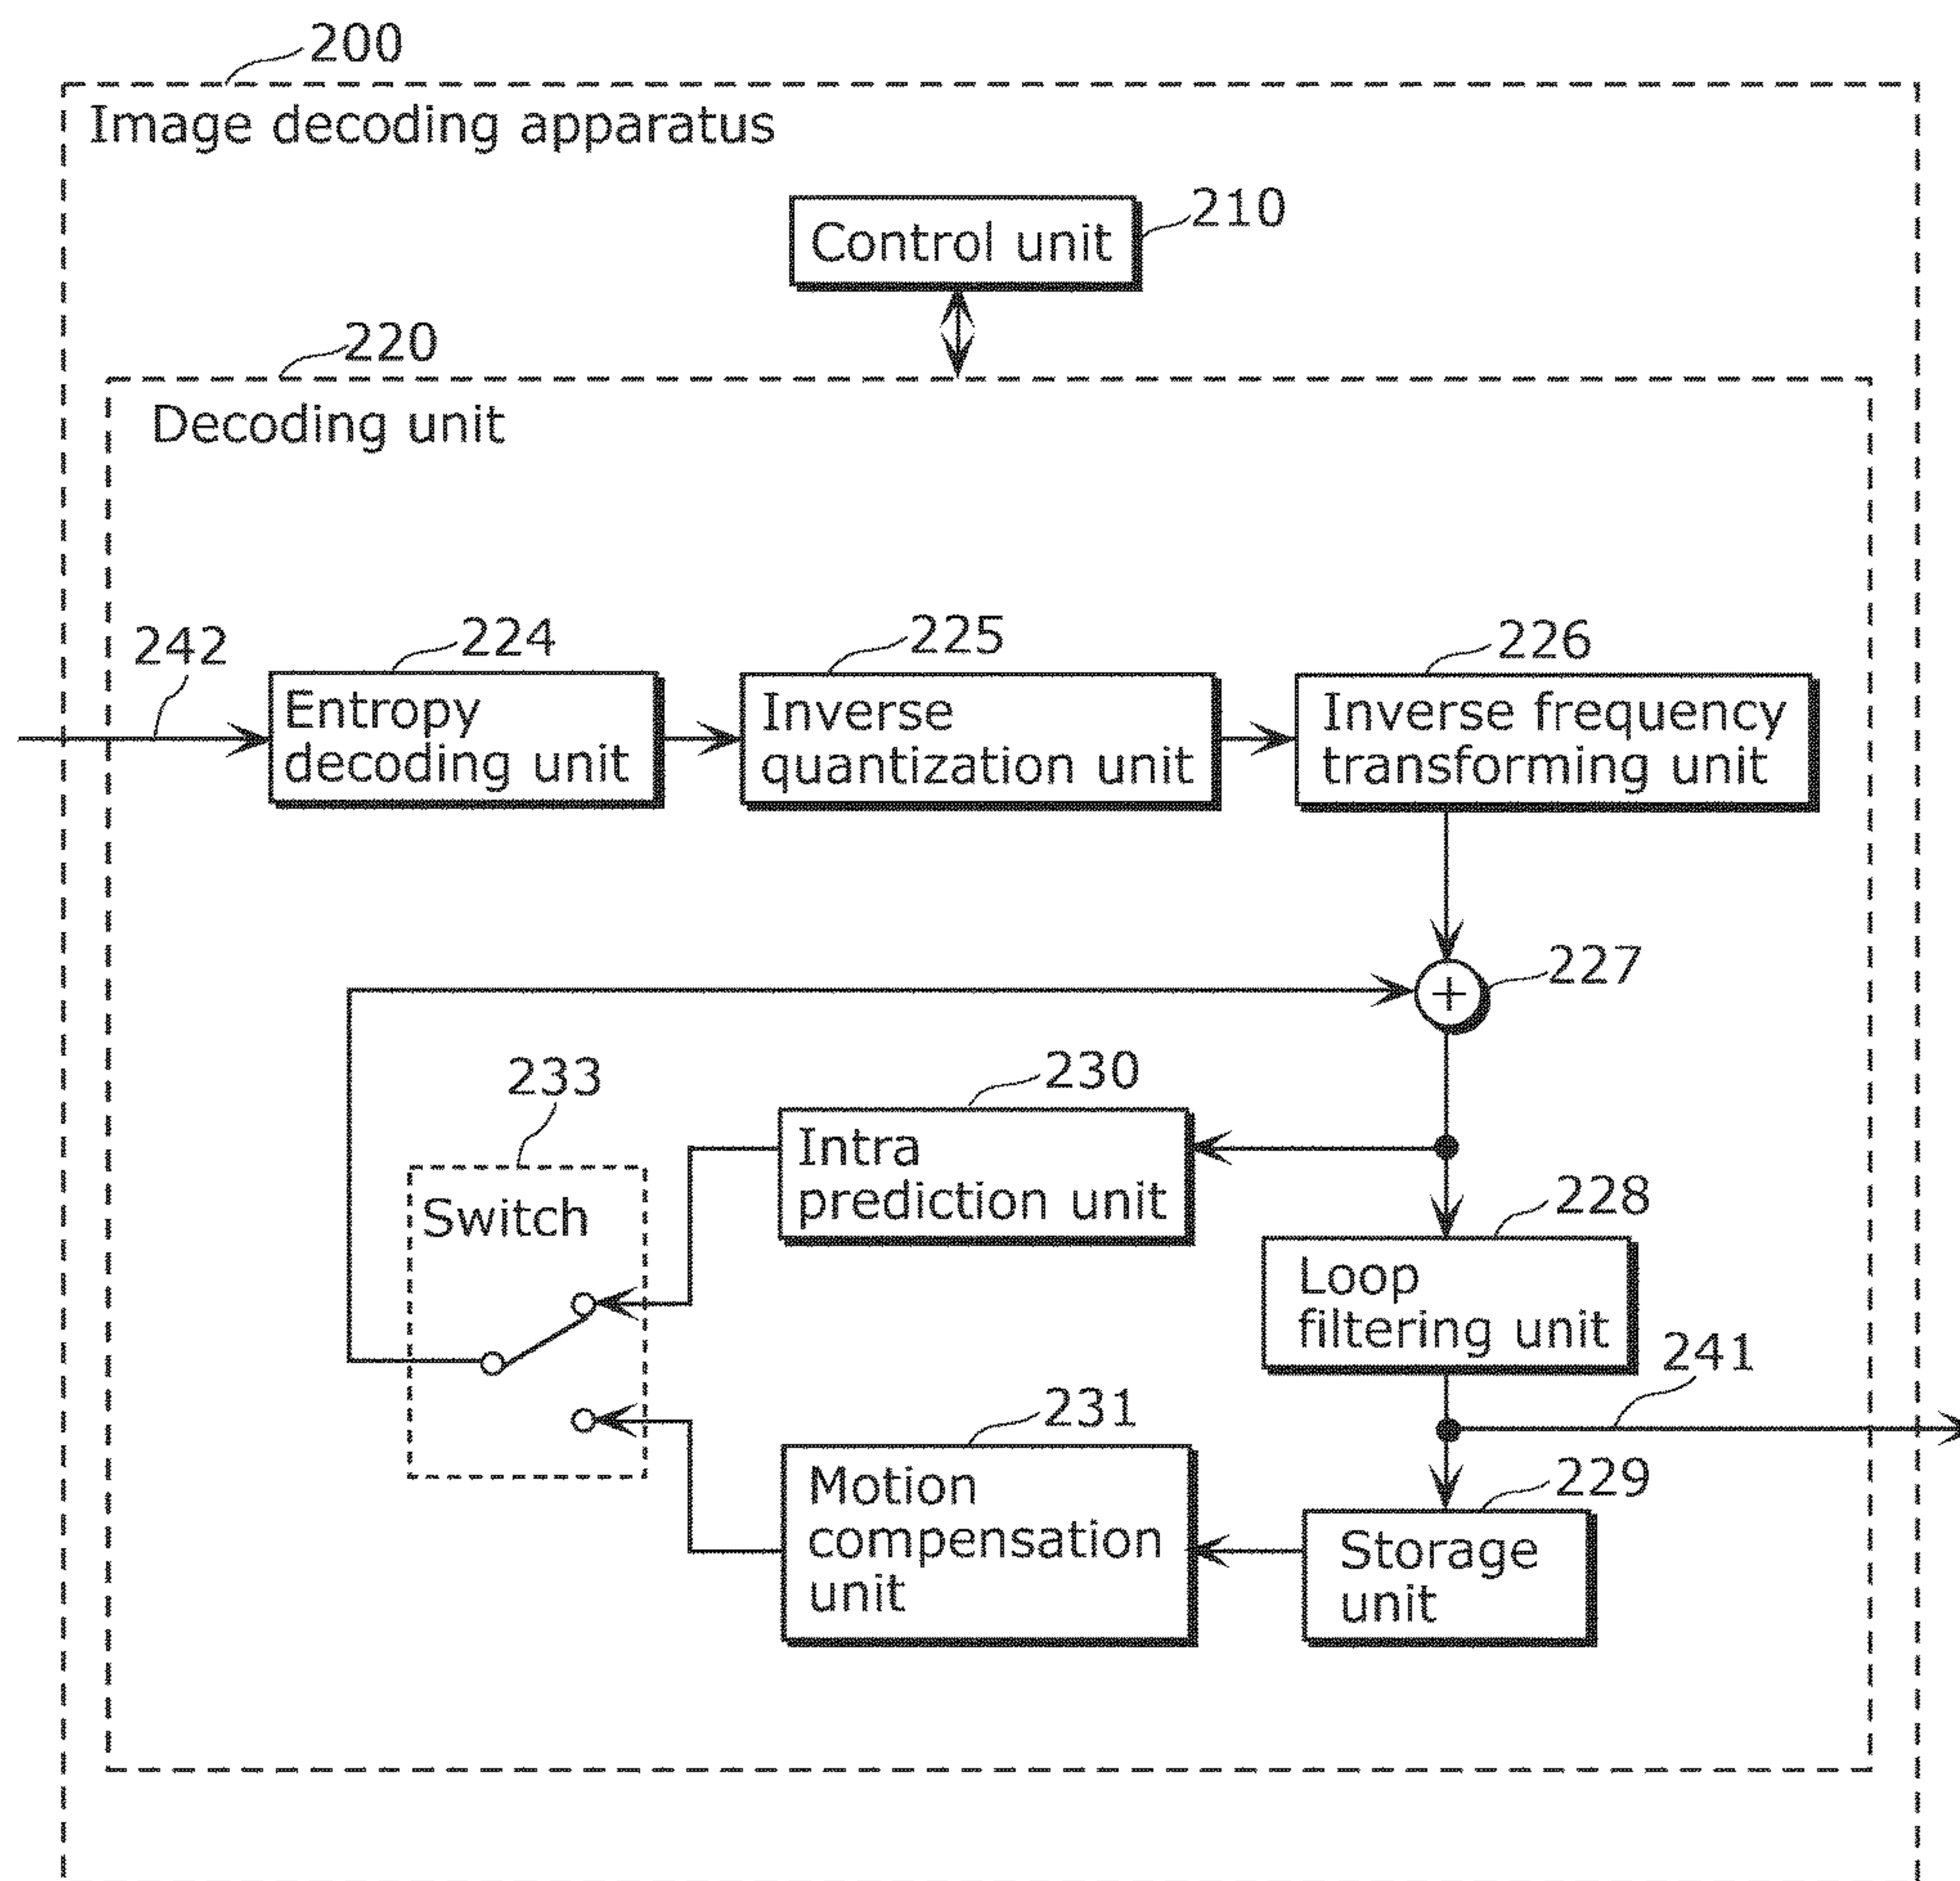 200
Image decoding apparatus
210
Control unit
220
Decoding unit
242
224
Entropy
decoding unit
225
Inverse
quantization unit
226
Inverse frequency
transforming unit
227
+
233
Switch
230
Intra
prediction unit
228
Loop
filtering unit
241
231
Motion
compensation
unit
229
Storage
unit